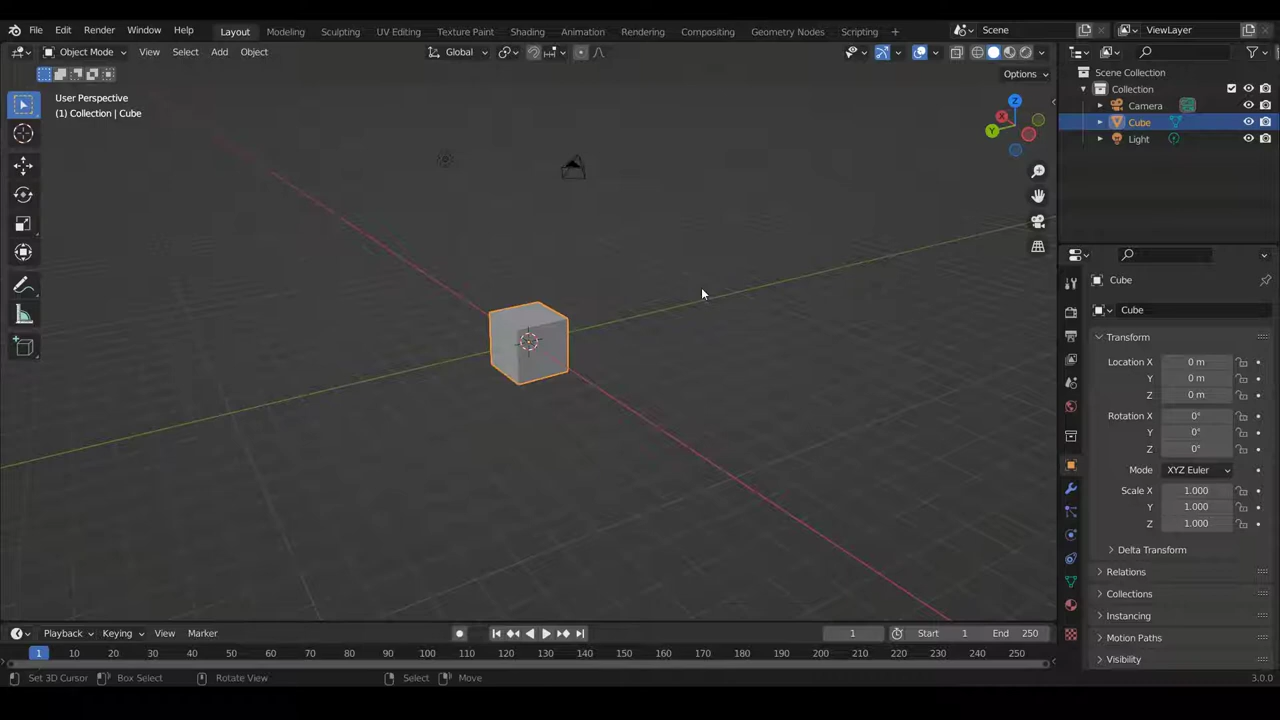 File Edit Render Window Help Layout Modeling Sculpting UV Editing Texture Paint Shading Animation Rendering Compositing Geometry Nodes Scripting + Scene ViewLayer
Object Mode View Select Add Object Global
Options
User Perspective
(1) Collection | Cube
Z
X
Y
Scene Collection
Collection
Camera
Cube
Light
Cube
Cube
Transform
Location X 0 m
Y 0 m
Z 0 m
Rotation X 0°
Y 0°
Z 0°
Mode XYZ Euler
Scale X 1.000
Y 1.000
Z 1.000
Delta Transform
Relations
Collections
Instancing
Motion Paths
Visibility
Playback Keying View Marker 1 Start 1 End 250
1 10 20 30 40 50 60 70 80 90 100 110 120 130 140 150 160 170 180 190 200 210 220 230 240 250
Set 3D Cursor Box Select Rotate View Select Move 3.0.0